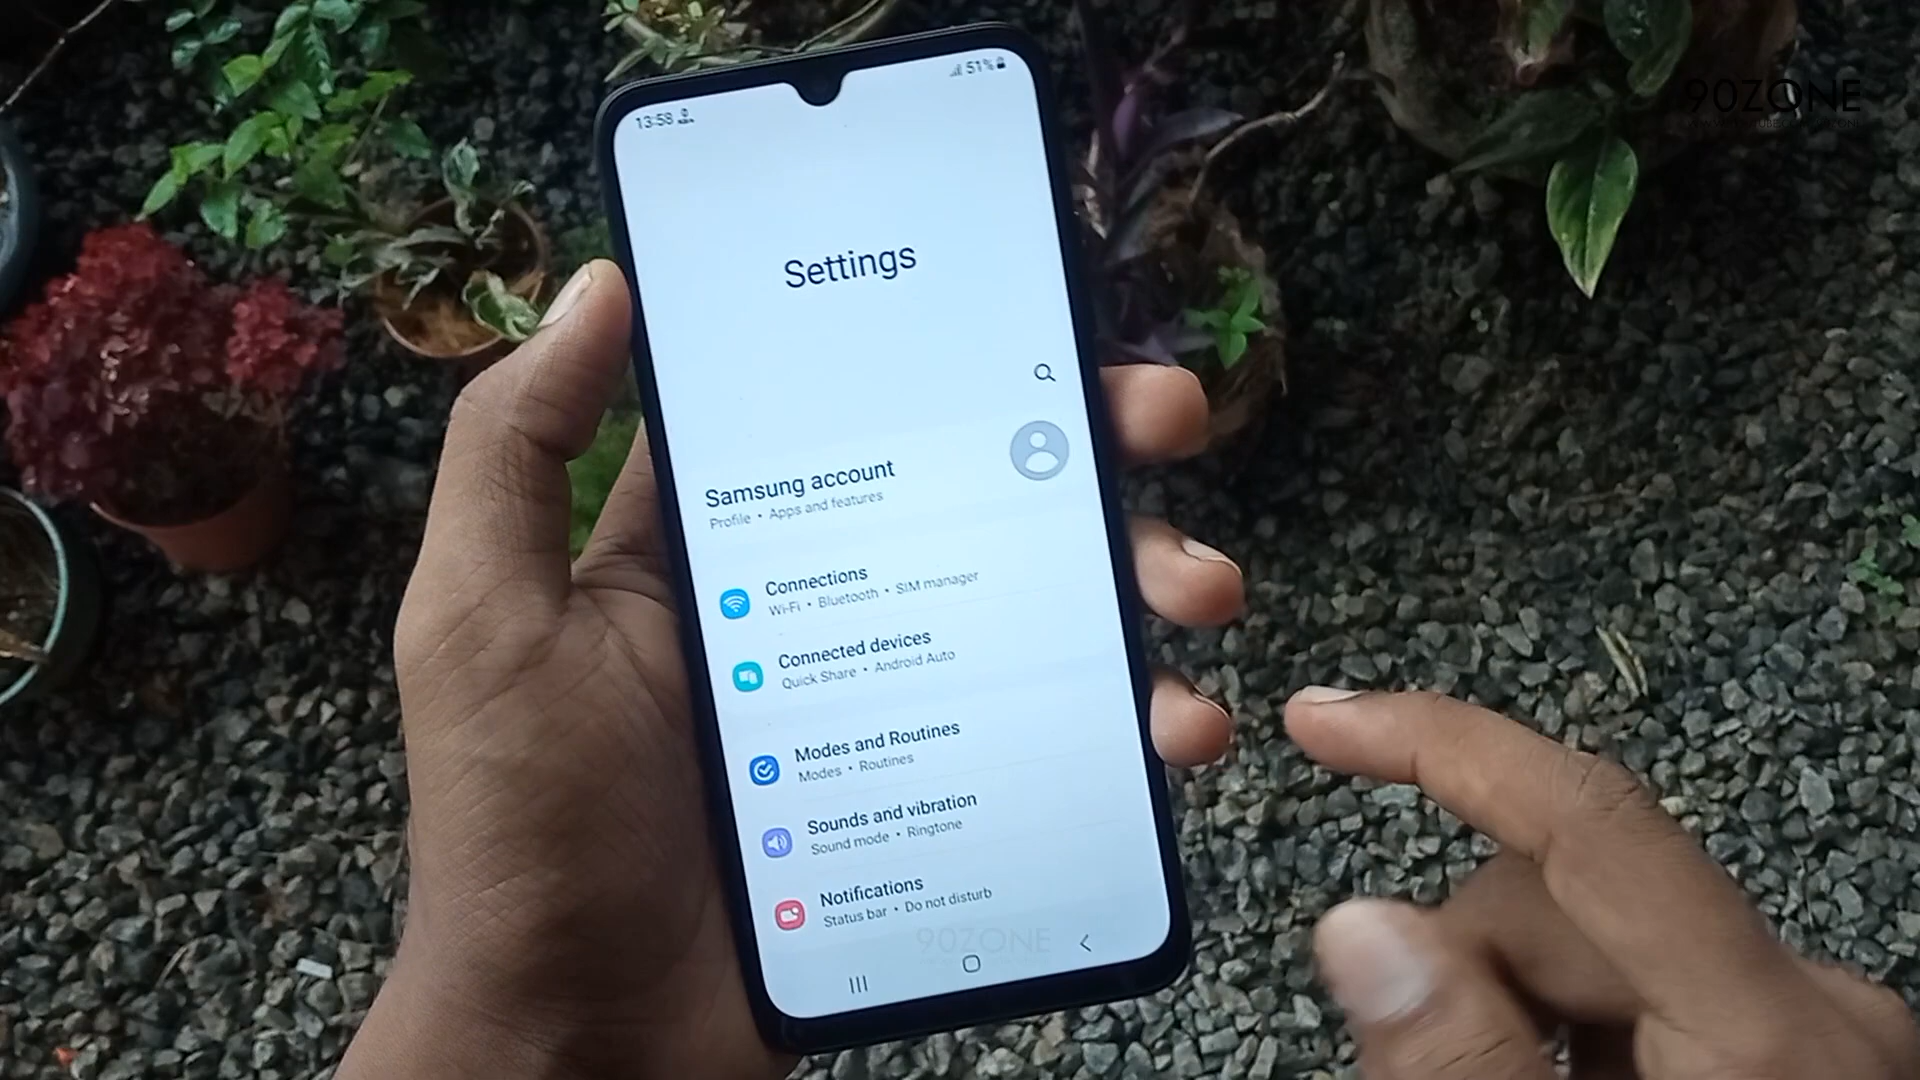 90ZONE
13:58
51%
Settings
Samsung account
Profile • Apps and features
Connections
Wi-Fi • Bluetooth • SIM manager
Connected devices
Quick Share • Android Auto
Modes and Routines
Modes • Routines
Sounds and vibration
Sound mode • Ringtone
Notifications
Status bar • Do not disturb
90ZONE